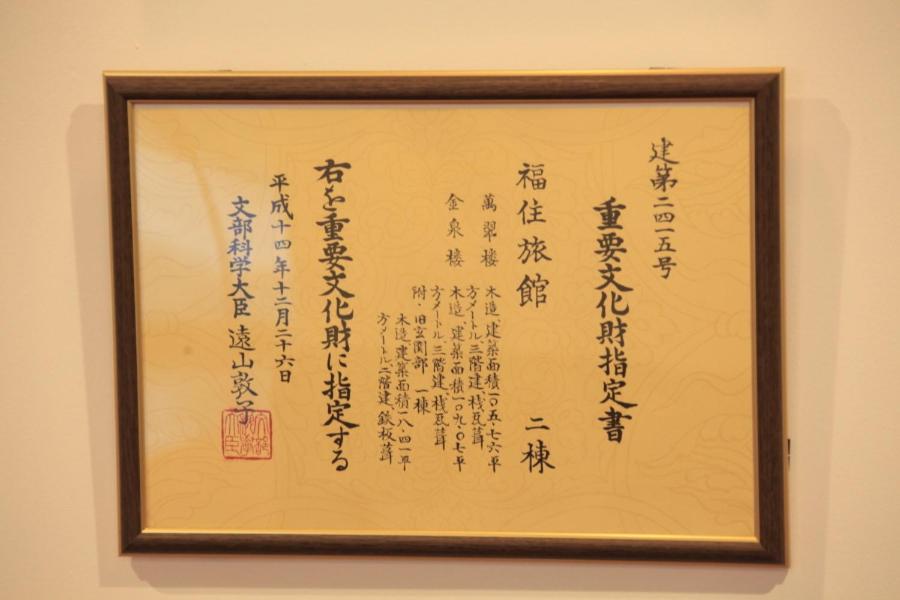 建第二四一五号
重要文化財指定書
福住旅館 二棟
萬翠楼 木造、建築面積一〇五・七六平
方メートル、三階建、桟瓦葺
金泉楼 木造、建築面積一〇九・〇七平
方メートル、三階建、桟瓦葺
附・旧玄関部 一棟
木造、建築面積一八・四一平
方メートル、二階建、鉄板葺
右を重要文化財に指定する
平成十四年十二月二十六日
文部科学大臣 遠山敦子